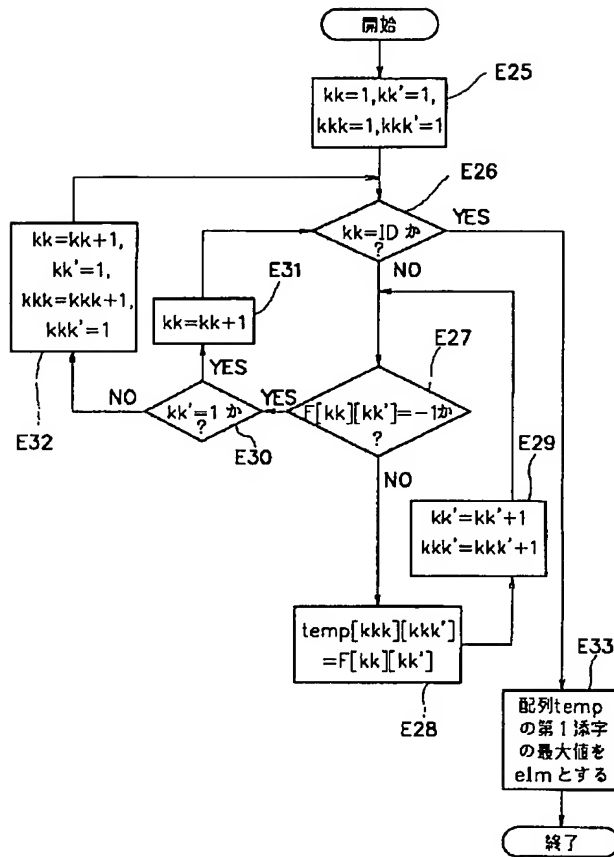 開始
E25
kk=1,kk'=1,
kkk=1,kkk'=1
E26
kk=ID か
?
YES
NO
kk=kk+1,
kk'=1,
kkk=kkk+1,
kkk'=1
E32
E31
kk=kk+1
YES
NO
kk'=1 か
?
E30
YES
E27
F[kk][kk']=-1か
?
NO
E29
kk'=kk'+1
kkk'=kkk'+1
temp[kkk][kkk']
=F[kk][kk']
E28
E33
配列temp
の第1添字
の最大値を
elmとする
終了